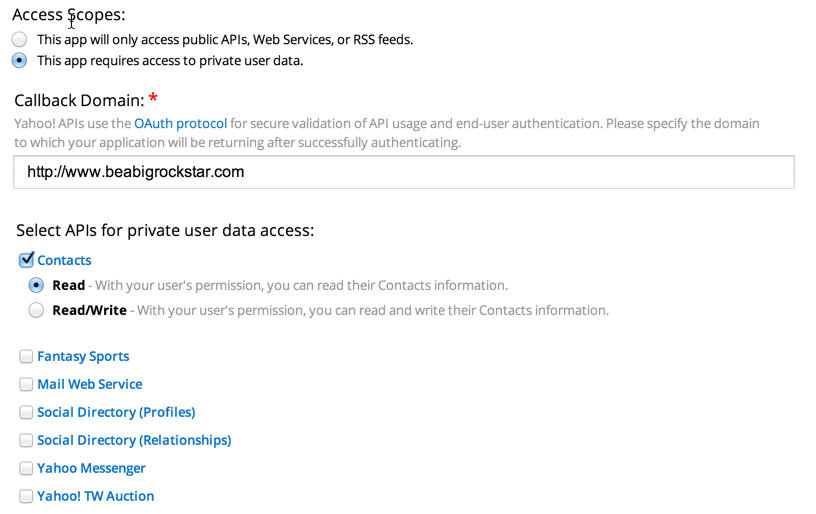 Access Scopes:
This app will only access public APIs, Web Services, or RSS feeds.
This app requires access to private user data.
Callback Domain: *
Yahoo! APIs use the OAuth protocol for secure validation of API usage and end-user authentication. Please specify the domain
to which your application will be returning after successfully authenticating.
http://www.beabigrockstar.com
Select APIs for private user data access:
Contacts
Read - With your user's permission, you can read their Contacts information.
Read/Write - With your user's permission, you can read and write their Contacts information.
Fantasy Sports
Mail Web Service
Social Directory (Profiles)
Social Directory (Relationships)
Yahoo Messenger
Yahoo! TW Auction